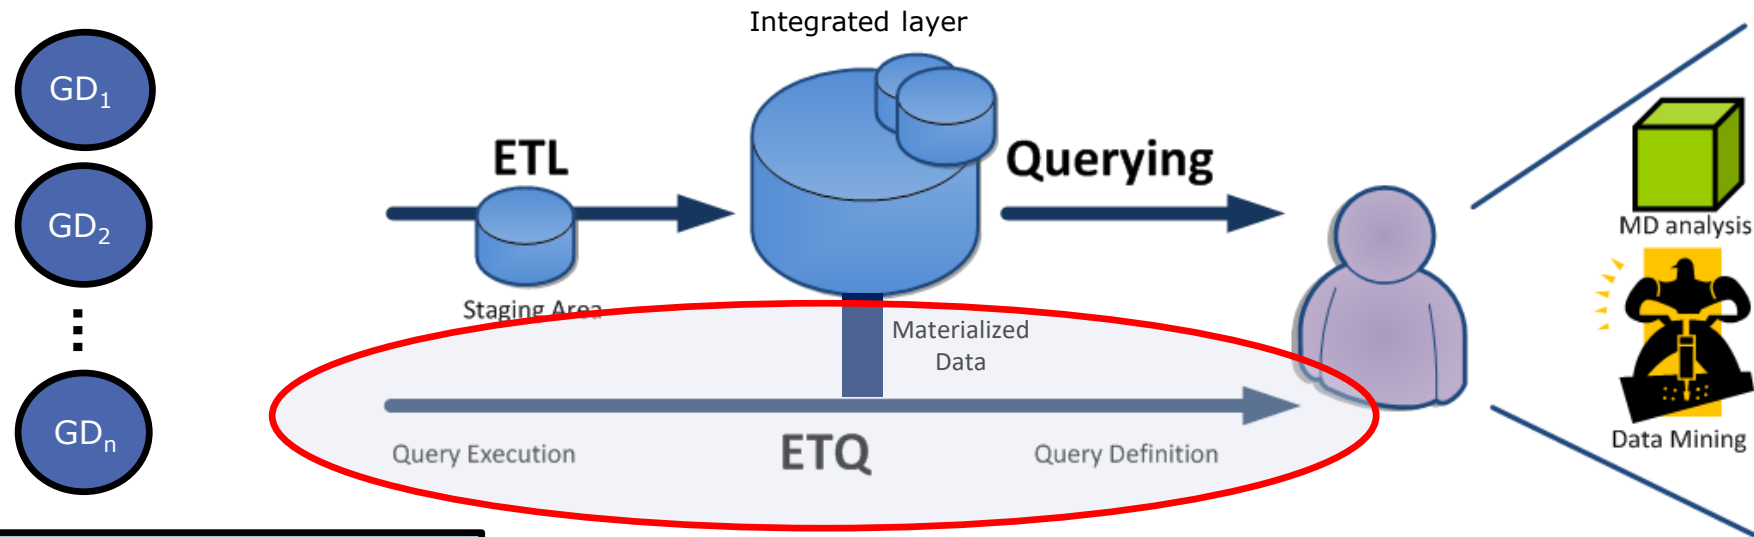 Integrated layer
GD1
ETL
Querying
GD2
MD analysis
Staging Area
Materialized
Data
⋮
GDn
Query Execution
ETQ
Query Definition
Data Mining